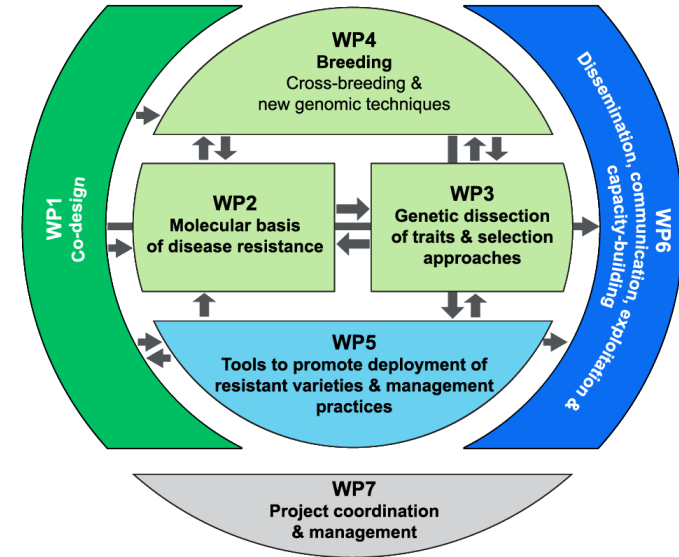 WP1
Co-design
WP4
Breeding
Cross-breeding &
new genomic techniques
WP2
Molecular basis
of disease resistance
WP3
Genetic dissection
of traits & selection
approaches
WP5
Tools to promote deployment of
resistant varieties & management
practices
WP6
Dissemination, communication, exploitation &
capacity-building
WP7
Project coordination
& management